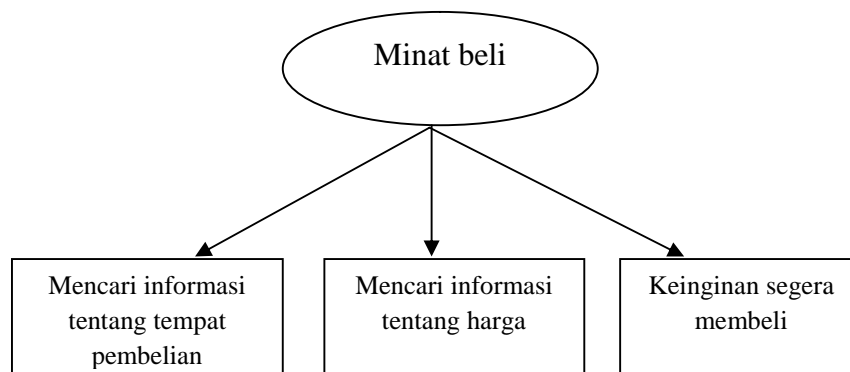 Minat beli
Mencari informasi
tentang tempat
pembelian
Mencari informasi
tentang harga
Keinginan segera
membeli